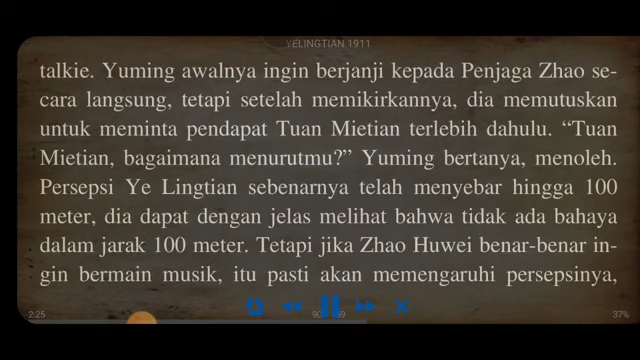 YELINGTIAN 1911
talkie. Yuming awalnya ingin berjanji kepada Penjaga Zhao se-
cara langsung, tetapi setelah memikirkannya, dia memutuskan
untuk meminta pendapat Tuan Mietian terlebih dahulu. “Tuan
Mietian, bagaimana menurutmu?” Yuming bertanya, menoleh.
Persepsi Ye Lingtian sebenarnya telah menyebar hingga 100
meter, dia dapat dengan jelas melihat bahwa tidak ada bahaya
dalam jarak 100 meter. Tetapi jika Zhao Huwei benar-benar in-
gin bermain musik, itu pasti akan memengaruhi persepsinya,
2:25 37%